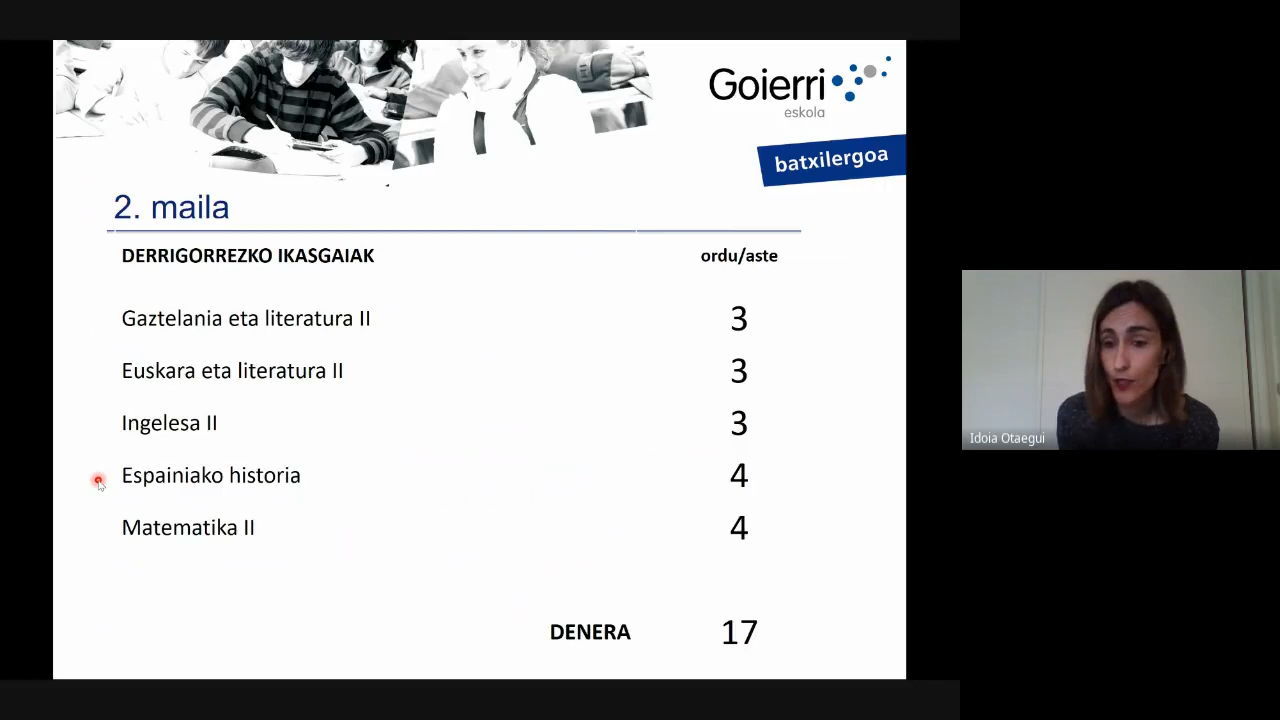 Goierri
eskola
batxilergoa
2. maila
DERRIGORREZKO IKASGAIAK ordu/aste
Gaztelania eta literatura II 3
Euskara eta literatura II 3
Ingelesa II 3
Espainiako historia 4
Matematika II 4
DENERA 17
Idoia Otaegui